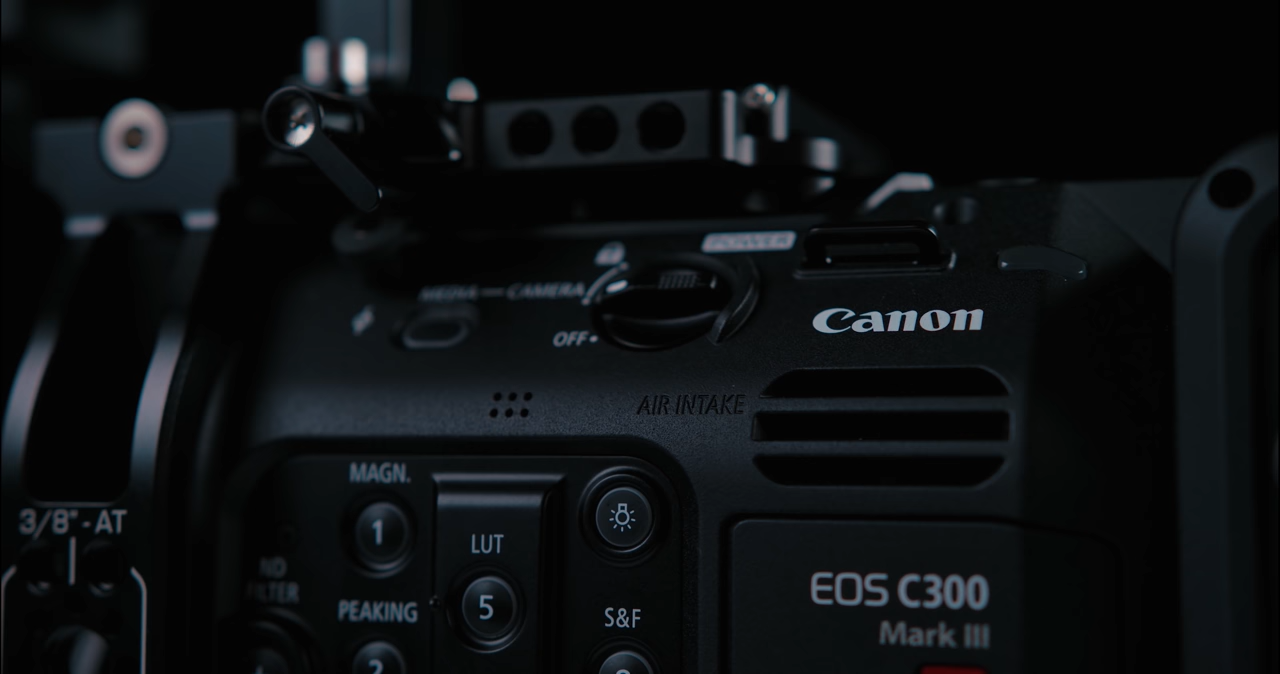 POWER
MEDIA — CAMERA
OFF•
Canon
AIR INTAKE
MAGN.
1
3/8"-AT
LUT
5
ND
FILTER
PEAKING
2
S&F
EOS C300
Mark III